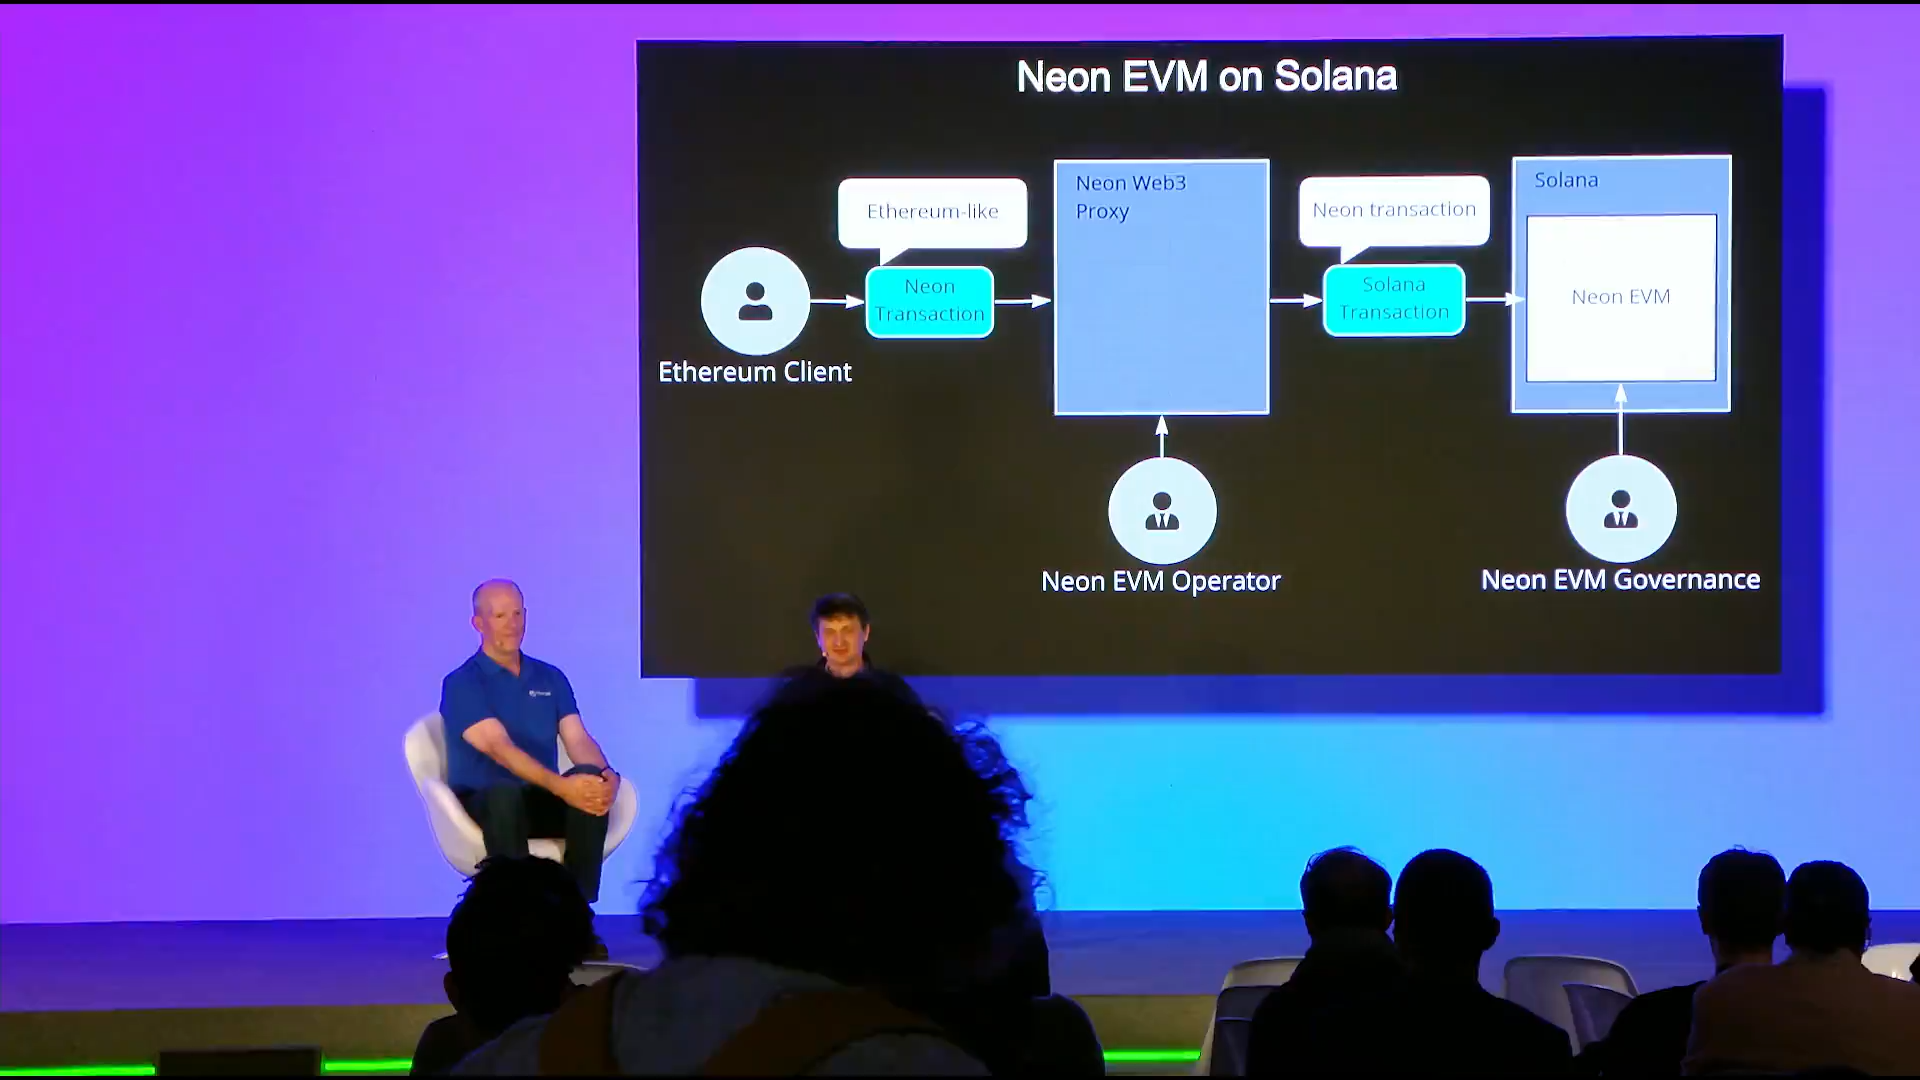 Neon EVM on Solana
Ethereum-like
Neon
Transaction
Ethereum Client
Neon Web3
Proxy
Neon EVM Operator
Neon transaction
Solana
Transaction
Solana
Neon EVM
Neon EVM Governance